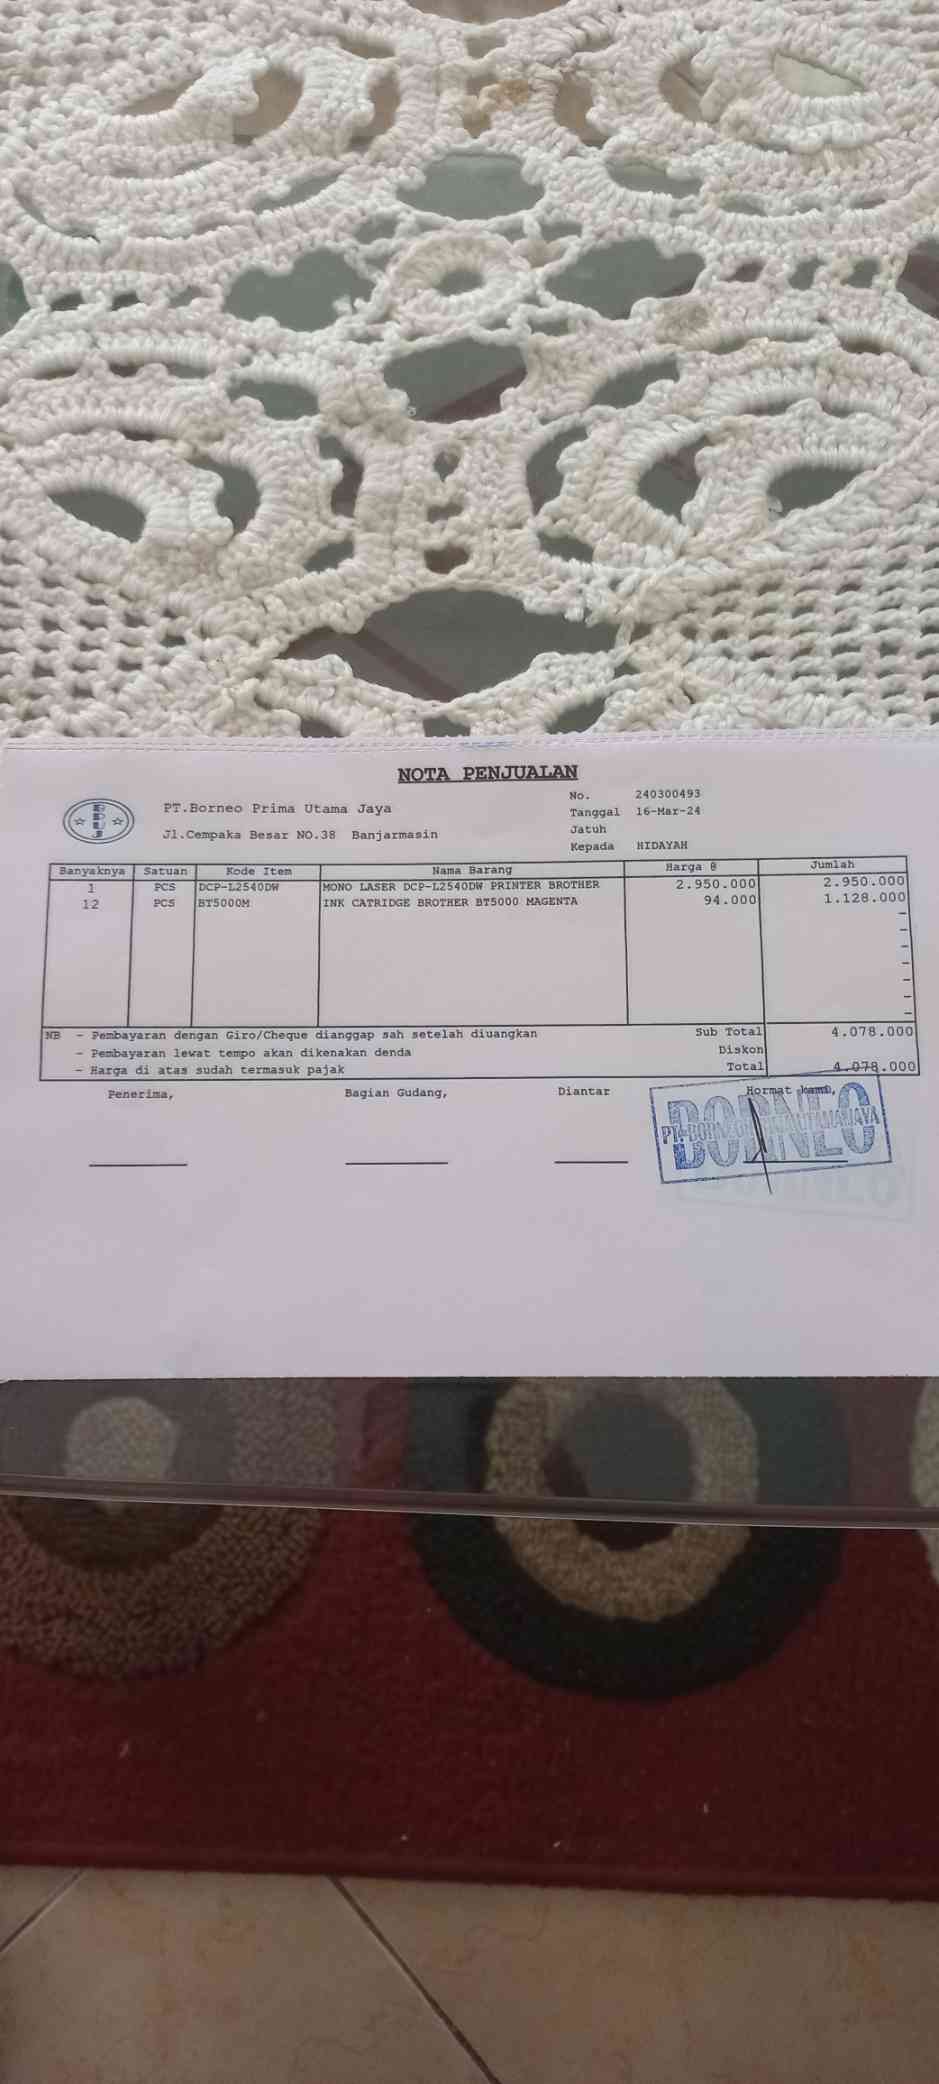 NOTA PENJUALAN
BPUJ
PT.Borneo Prima Utama Jaya
Jl.Cempaka Besar NO.38 Banjarmasin
No. 240300493
Tanggal 16-Mar-24
Jatuh
Kepada HIDAYAH
Banyaknya Satuan Kode Item Nama Barang Harga @ Jumlah
1 PCS DCP-L2540DW MONO LASER DCP-L2540DW PRINTER BROTHER 2.950.000 2.950.000
12 PCS BT5000M INK CATRIDGE BROTHER BT5000 MAGENTA 94.000 1.128.000
-
-
-
-
-
-
-
NB - Pembayaran dengan Giro/Cheque dianggap sah setelah diuangkan Sub Total 4.078.000
- Pembayaran lewat tempo akan dikenakan denda Diskon
- Harga di atas sudah termasuk pajak Total 4.078.000
Penerima, Bagian Gudang, Diantar Hormat kami,
BORNEO